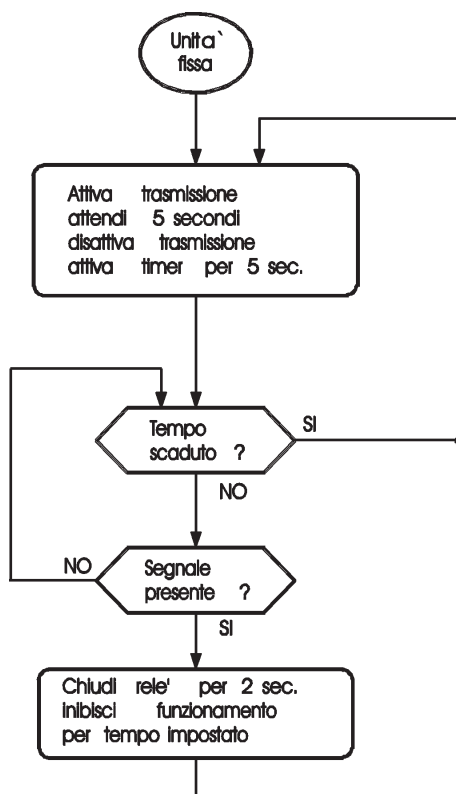 Unita`
fissa
Attiva trasmissione
attendi 5 secondi
disattiva trasmissione
attiva timer per 5 sec.
Tempo
scaduto ?
SI
NO
Segnale
presente ?
NO
SI
Chiudi rele' per 2 sec.
inibisci funzionamento
per tempo impostato